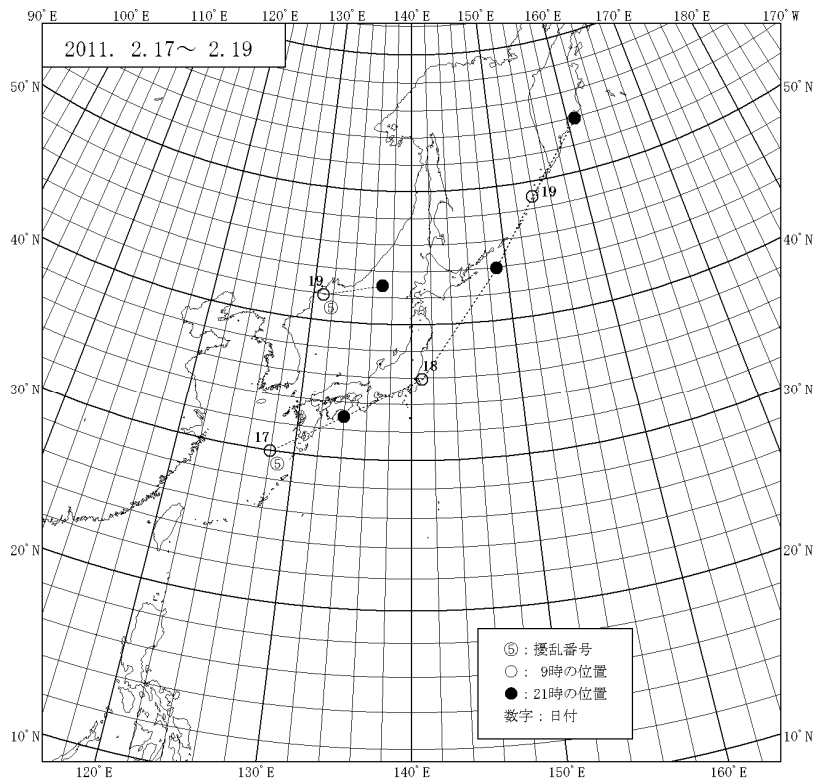 90° E 100° E 110° E 120° E 130° E 140° E 150° E 160° E 170° E 180° 170° W
2011. 2.17～ 2.19
50° N 50° N
19
19
⑤
40° N 40° N
18
30° N 30° N
17
⑤
20° N 20° N
⑤：擾乱番号
○： 9時の位置
●：21時の位置
数字：日付
10° N 10° N
120° E 130° E 140° E 150° E 160° E